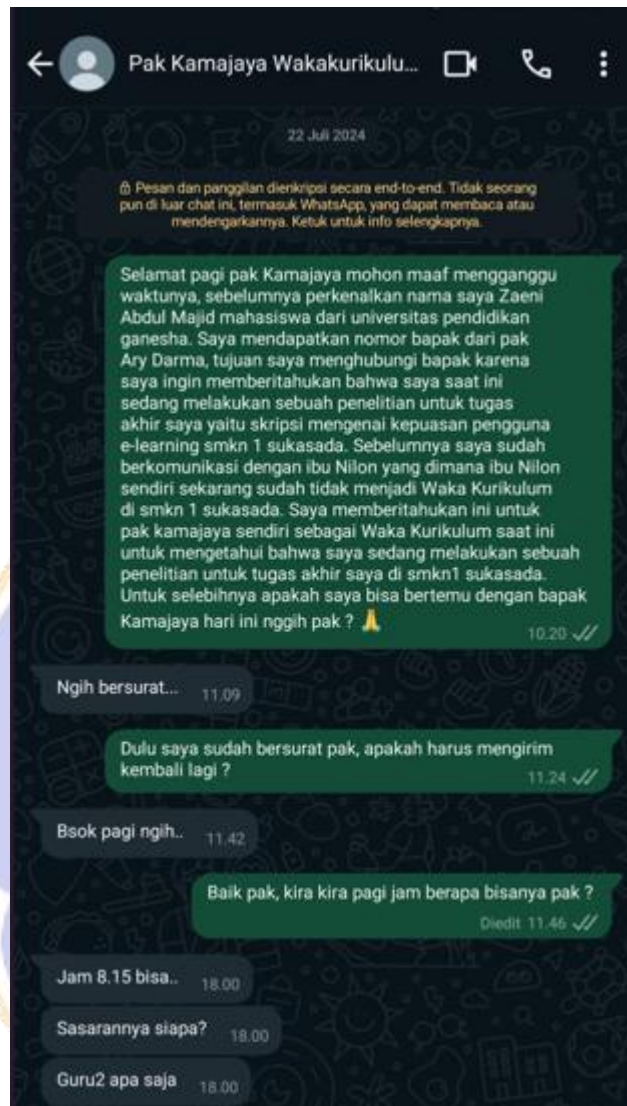 Pak Kamajaya Wakakurikulu...
22 Juli 2024
Pesan dan panggilan dienkripsi secara end-to-end. Tidak seorang
pun di luar chat ini, termasuk WhatsApp, yang dapat membaca atau
mendengarkannya. Ketuk untuk info selengkapnya.
Selamat pagi pak Kamajaya mohon maaf mengganggu
waktunya, sebelumnya perkenalkan nama saya Zaeni
Abdul Majid mahasiswa dari universitas pendidikan
ganesha. Saya mendapatkan nomor bapak dari pak
Ary Darma, tujuan saya menghubungi bapak karena
saya ingin memberitahukan bahwa saya saat ini
sedang melakukan sebuah penelitian untuk tugas
akhir saya yaitu skripsi mengenai kepuasan pengguna
e-learning smkn 1 sukasada. Sebelumnya saya sudah
berkomunikasi dengan ibu Nilon yang dimana ibu Nilon
sendiri sekarang sudah tidak menjadi Waka Kurikulum
di smkn 1 sukasada. Saya memberitahukan ini untuk
pak kamajaya sendiri sebagai Waka Kurikulum saat ini
untuk mengetahui bahwa saya sedang melakukan sebuah
penelitian untuk tugas akhir saya di smkn1 sukasada.
Untuk selebihnya apakah saya bisa bertemu dengan bapak
Kamajaya hari ini nggih pak ? 🙏
10.20
Ngih bersurat... 11.09
Dulu saya sudah bersurat pak, apakah harus mengirim
kembali lagi ?
11.24
Bsok pagi ngih.. 11.42
Baik pak, kira kira pagi jam berapa bisanya pak ?
Diedit 11.46
Jam 8.15 bisa.. 18.00
Sasarannya siapa? 18.00
Guru2 apa saja 18.00